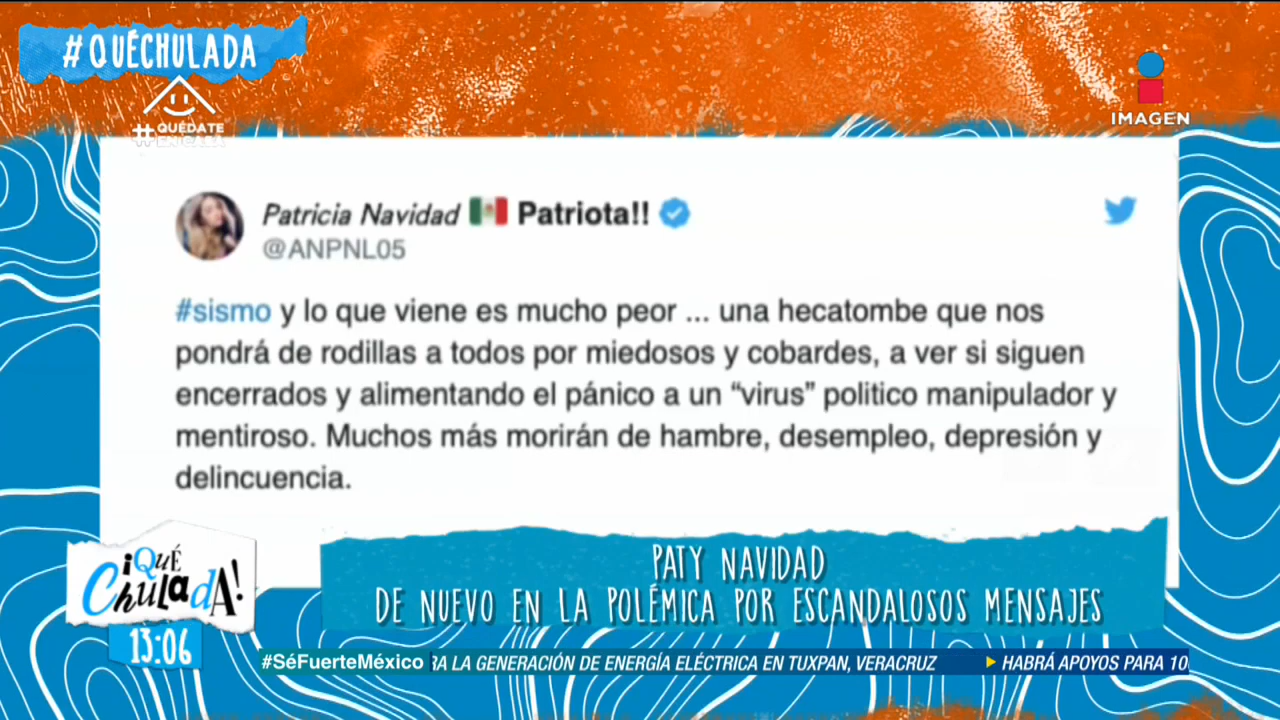 #QUÉCHULADA
#QUÉDATE
EN CASA
IMAGEN
Patricia Navidad 🇲🇽 Patriota!!
@ANPNL05
#sismo y lo que viene es mucho peor ... una hecatombe que nos
pondrá de rodillas a todos por miedosos y cobardes, a ver si siguen
encerrados y alimentando el pánico a un “virus” politico manipulador y
mentiroso. Muchos más morirán de hambre, desempleo, depresión y
delincuencia.
¡QUÉ
ChuLadA!
PATY NAVIDAD
DE NUEVO EN LA POLÉMICA POR ESCANDALOSOS MENSAJES
13:06
#SéFuerteMéxico RA LA GENERACIÓN DE ENERGÍA ELÉCTRICA EN TUXPAN, VERACRUZ HABRÁ APOYOS PARA 10